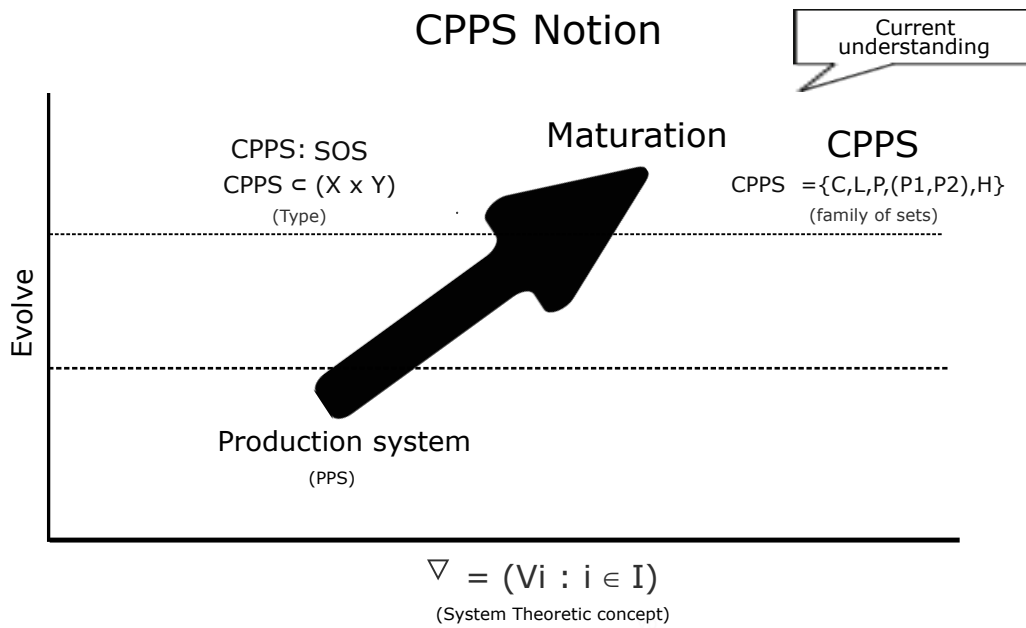 CPPS Notion
Current
understanding
CPPS: SOS
CPPS ⊂ (X x Y)
(Type)
Maturation
CPPS
CPPS ={C,L,P,(P1,P2),H}
(family of sets)
Evolve
Production system
(PPS)
▽ = (Vi : i ∈ I)
(System Theoretic concept)